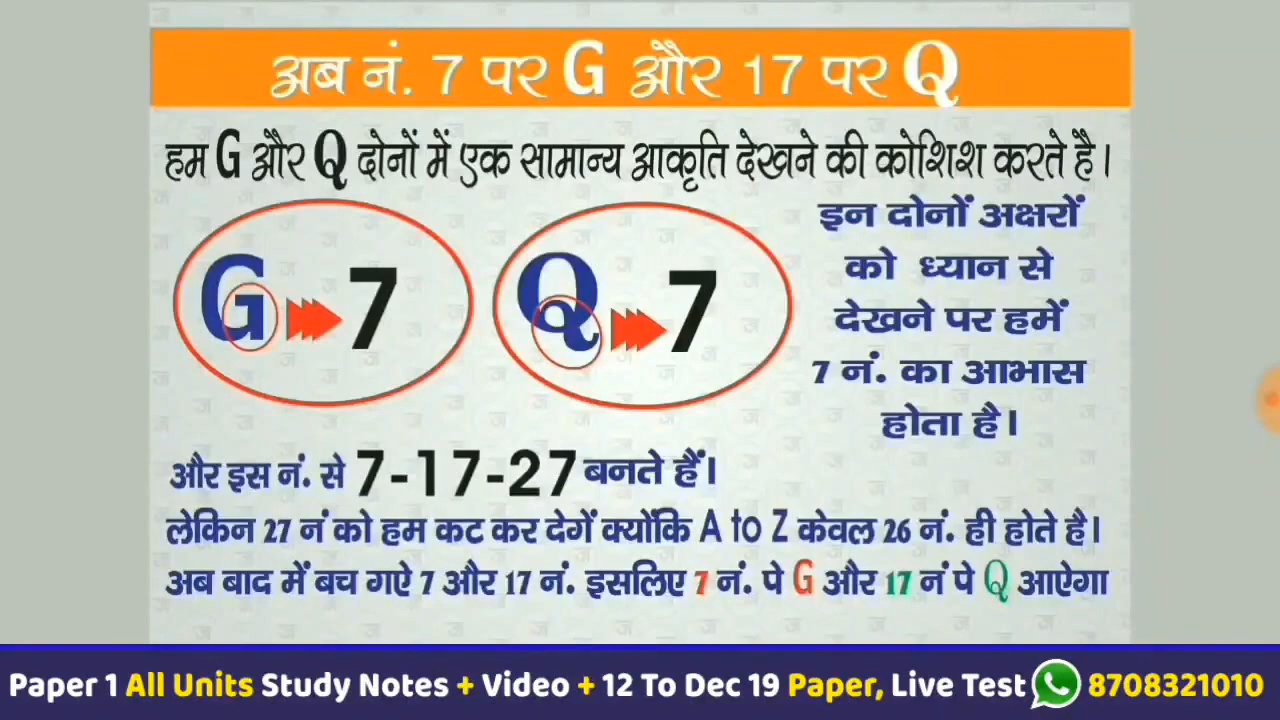 अब नं. 7 पर G और 17 पर Q
हम G और Q दोनों में एक सामान्य आकृति देखने की कोशिश करते है।
G 7
Q 7
इन दोनों अक्षरों
को ध्यान से
देखने पर हमें
7 नं. का आभास
होता है।
और इस नं. से 7-17-27 बनते हैं।
लेकिन 27 नं को हम कट कर देगें क्योंकि A to Z केवल 26 नं. ही होते है।
अब बाद में बच गऐ 7 और 17 नं. इसलिए 7 नं. पे G और 17 नं पे Q आऐगा
Paper 1 All Units Study Notes + Video + 12 To Dec 19 Paper, Live Test 8708321010